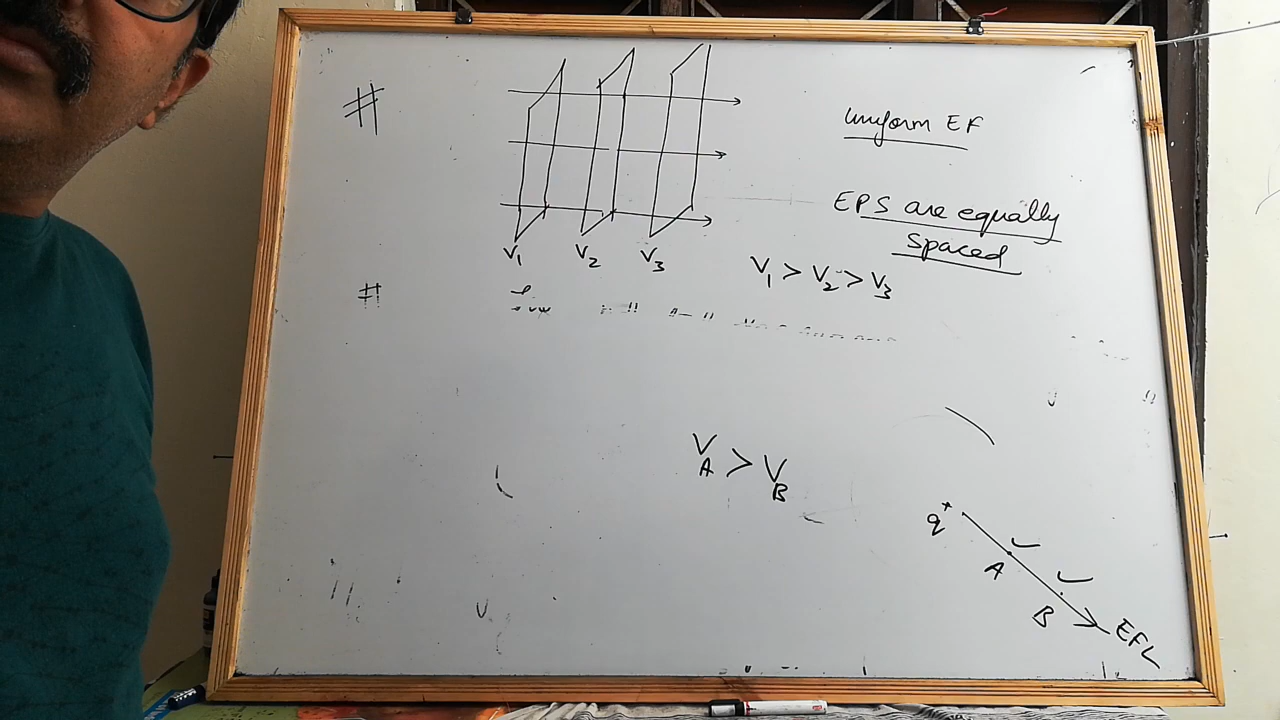 #
Uniform EF
EPS are equally
spaced
V1 V2 V3
V1 > V2 > V3
#
VA > VB
q+
A
B
EFL